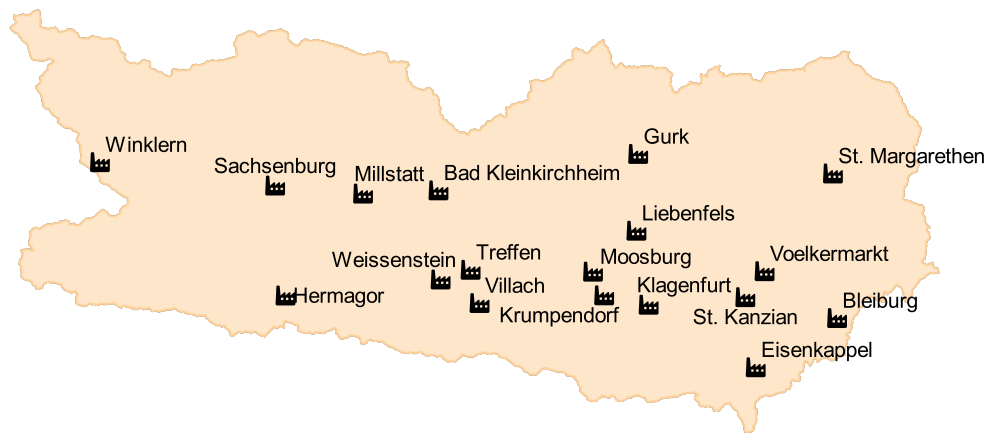 Winklern
Gurk
St. Margarethen
Sachsenburg
Millstatt
Bad Kleinkirchheim
Liebenfels
Treffen
Weissenstein
Moosburg
Voelkermarkt
Villach
Klagenfurt
Hermagor
Bleiburg
Krumpendorf
St. Kanzian
Eisenkappel